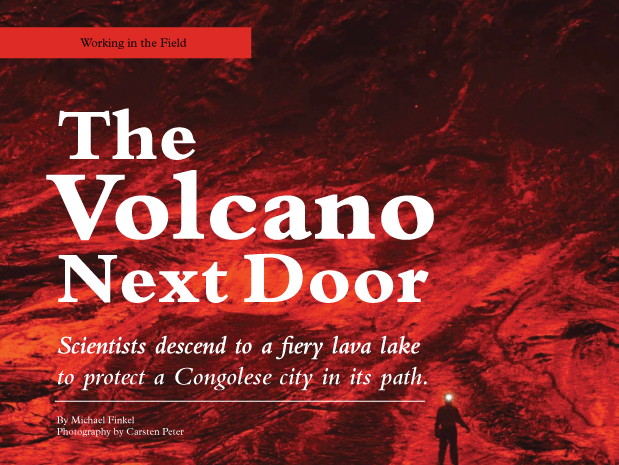 Working in the Field
The
Volcano
Next Door
Scientists descend to a fiery lava lake
to protect a Congolese city in its path.
By Michael Finkel
Photography by Carsten Peter